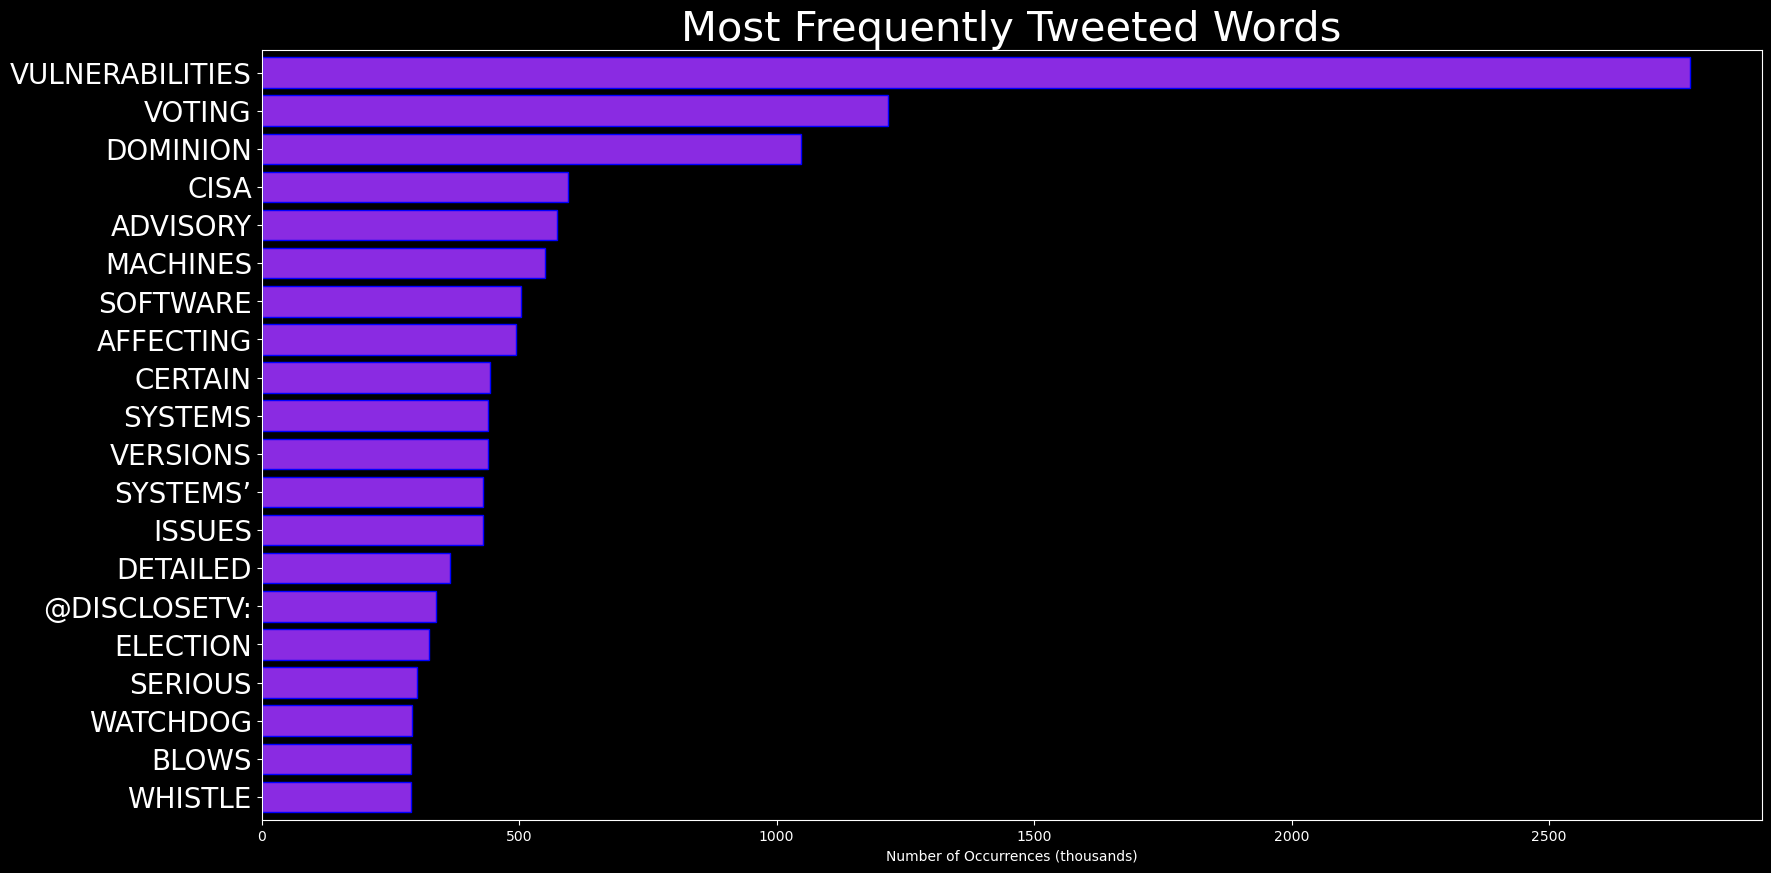 Most Frequently Tweeted Words
VULNERABILITIES
VOTING
DOMINION
CISA
ADVISORY
MACHINES
SOFTWARE
AFFECTING
CERTAIN
SYSTEMS
VERSIONS
SYSTEMS’
ISSUES
DETAILED
@DISCLOSETV:
ELECTION
SERIOUS
WATCHDOG
BLOWS
WHISTLE
0 500 1000 1500 2000 2500
Number of Occurrences (thousands)